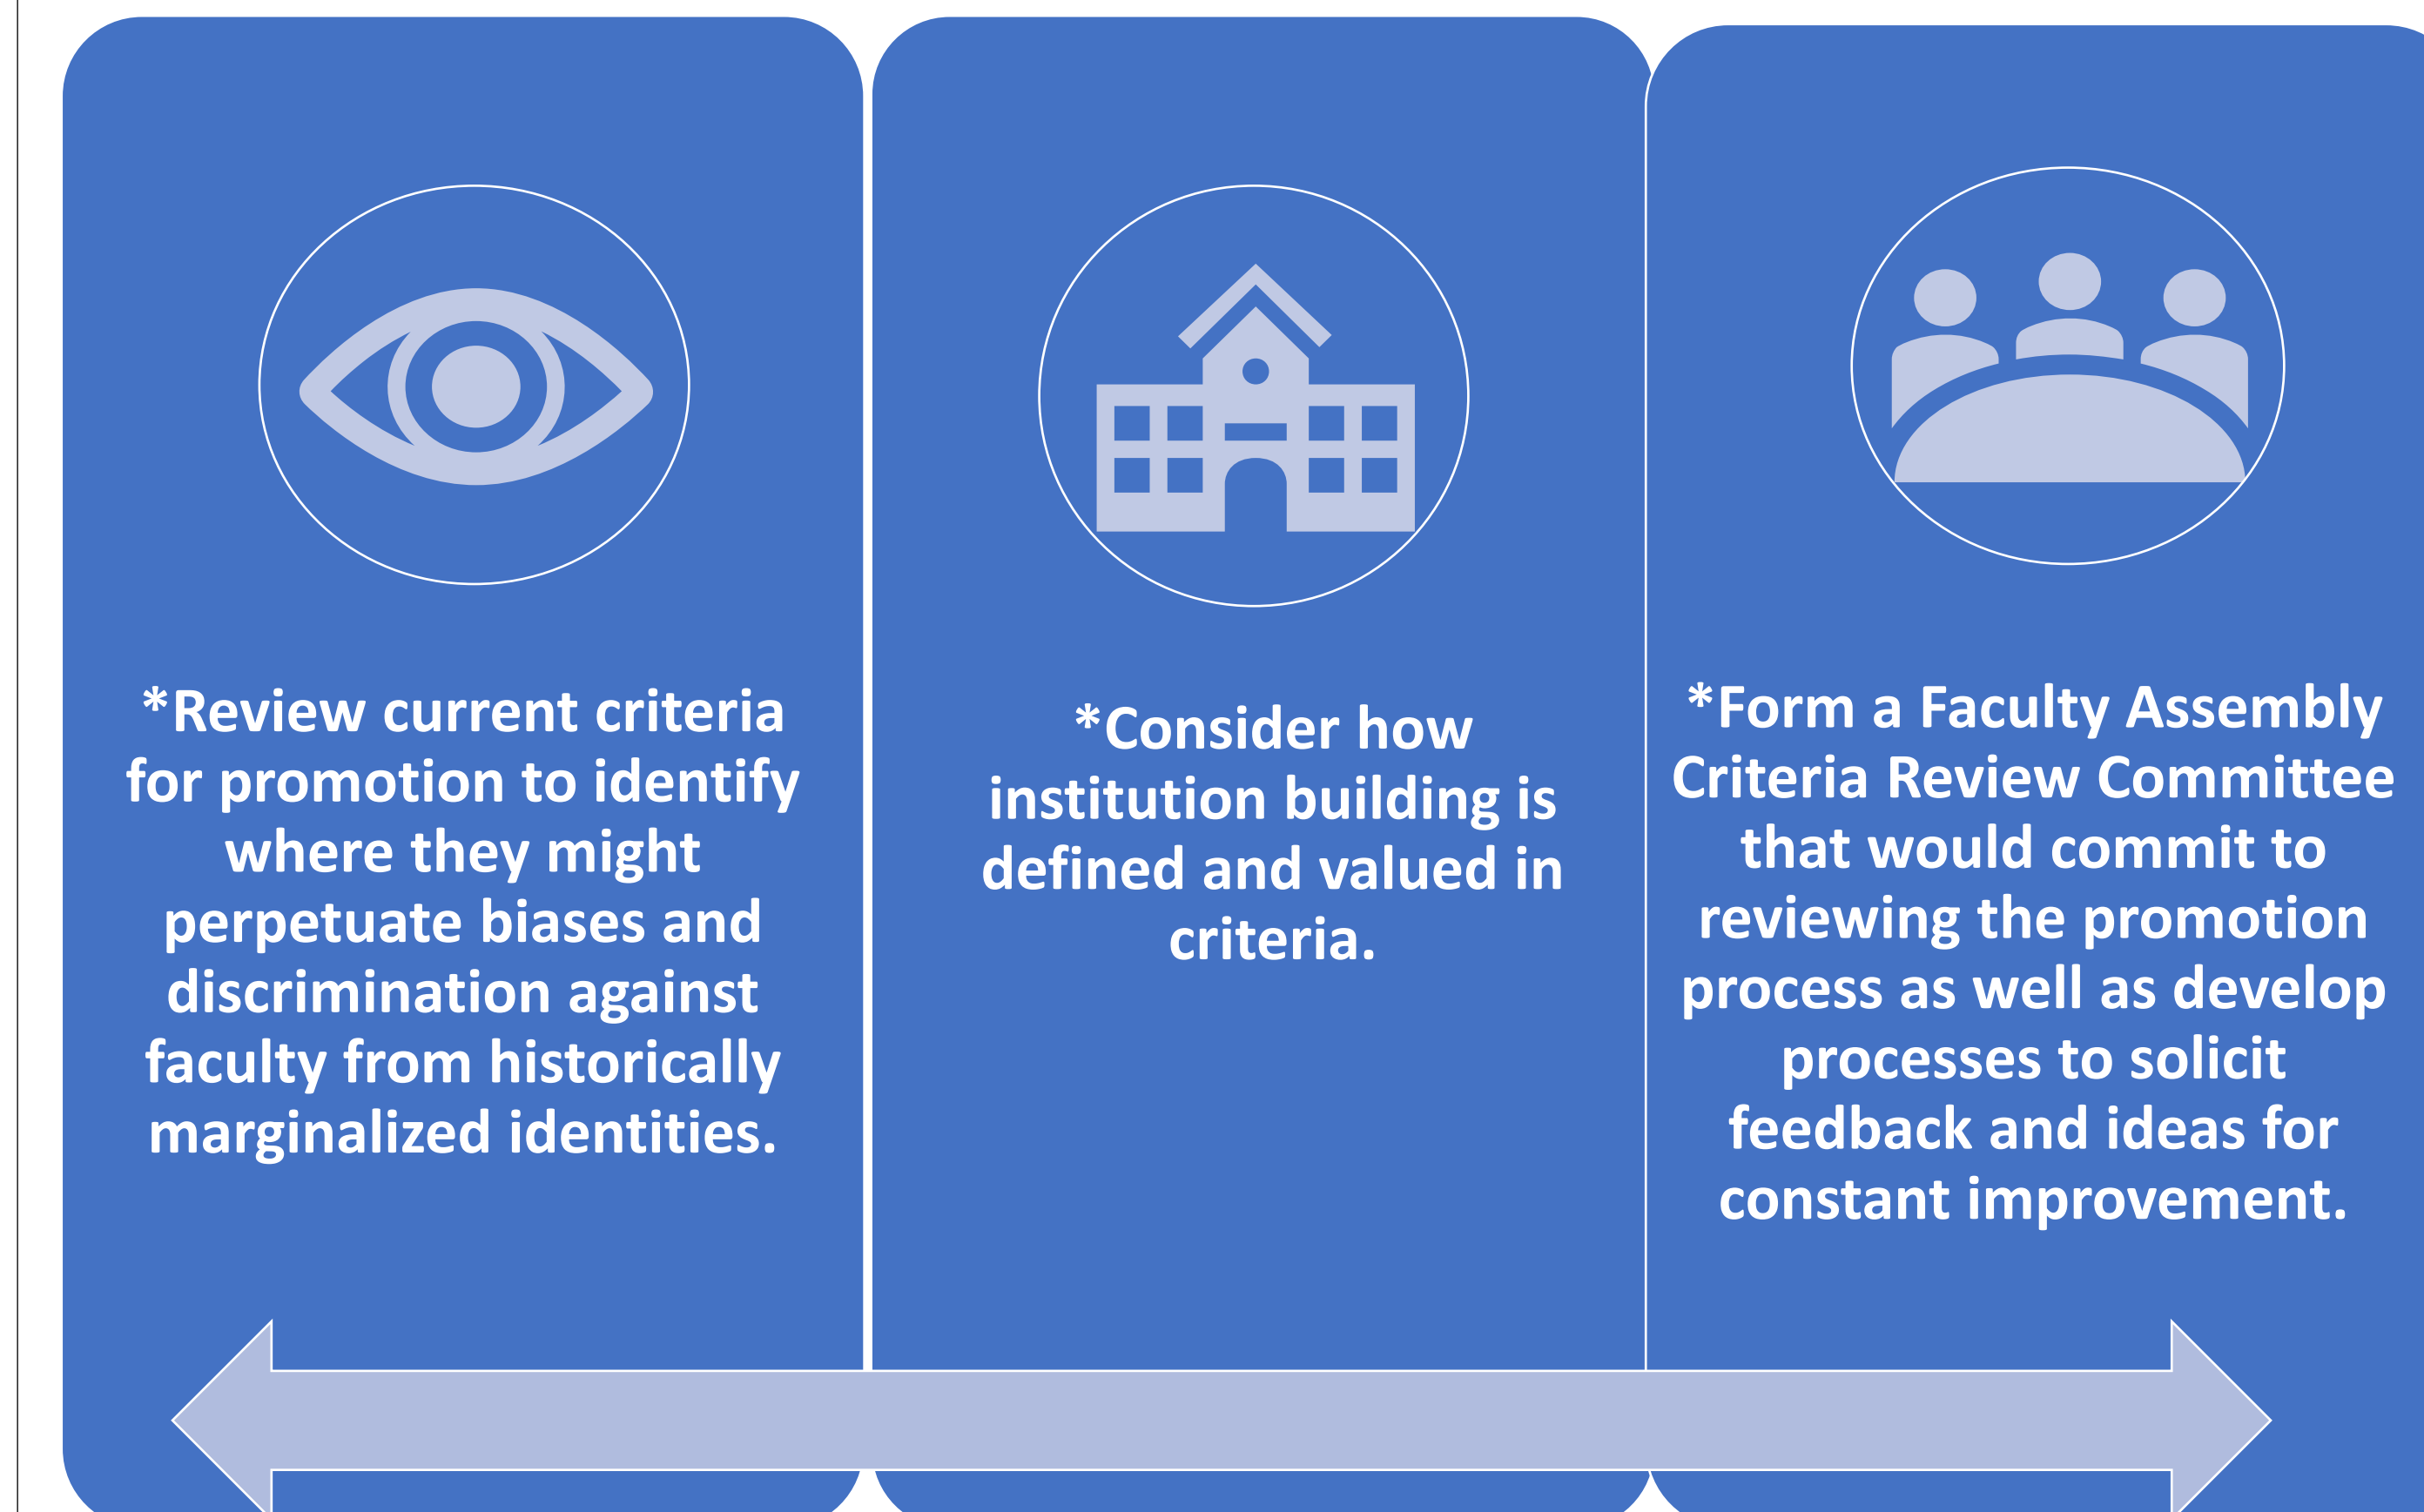 *Review current criteria
for promotion to identify
where they might
perpetuate biases and
discrimination against
faculty from historically
marginalized identities.
*Consider how
institution building is
defined and valued in
criteria.
*Form a Faculty Assembly
Criteria Review Committee
that would commit to
reviewing the promotion
process as well as develop
processes to solicit
feedback and ideas for
constant improvement.